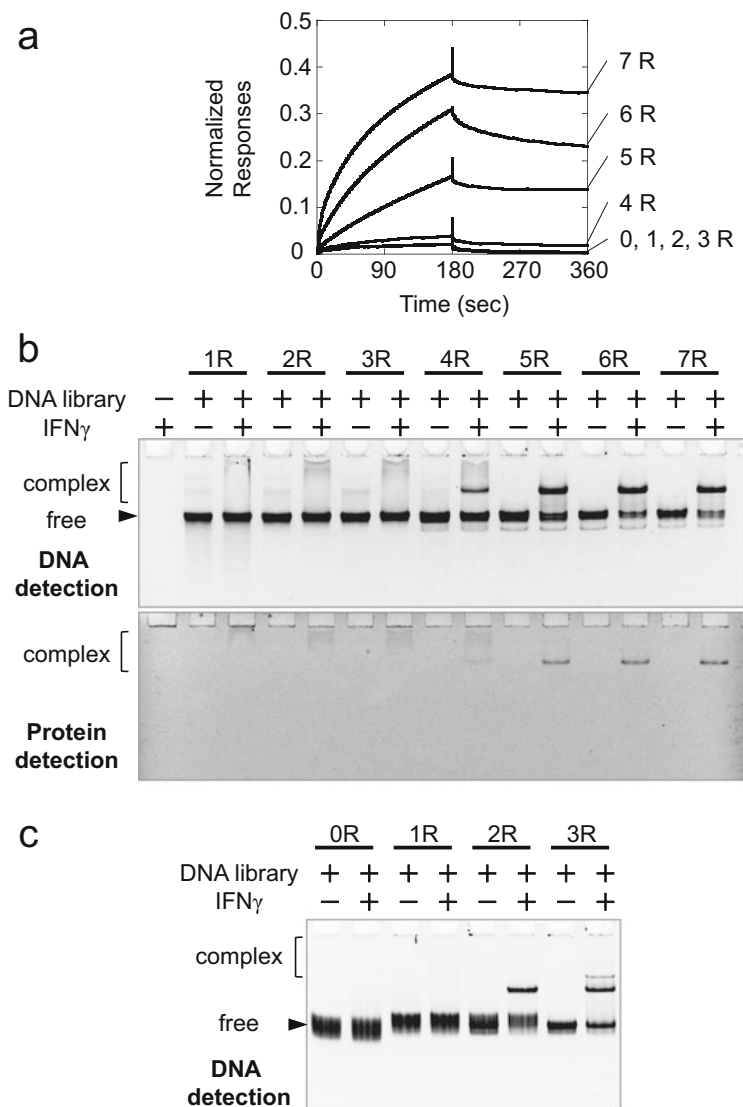 a
0.5
0.4
0.3
0.2
0.1
0
Normalized
Responses
7 R
6 R
5 R
4 R
0, 1, 2, 3 R
0 90 180 270 360
Time (sec)
b
1R 2R 3R 4R 5R 6R 7R
DNA library − + + + + + + + + + + + + + +
IFNγ + − + − + − + − + − + − + − +
complex
free
DNA
detection
complex
Protein
detection
c
0R 1R 2R 3R
DNA library + + + + + + + +
IFNγ − + − + − + − +
complex
free
DNA
detection